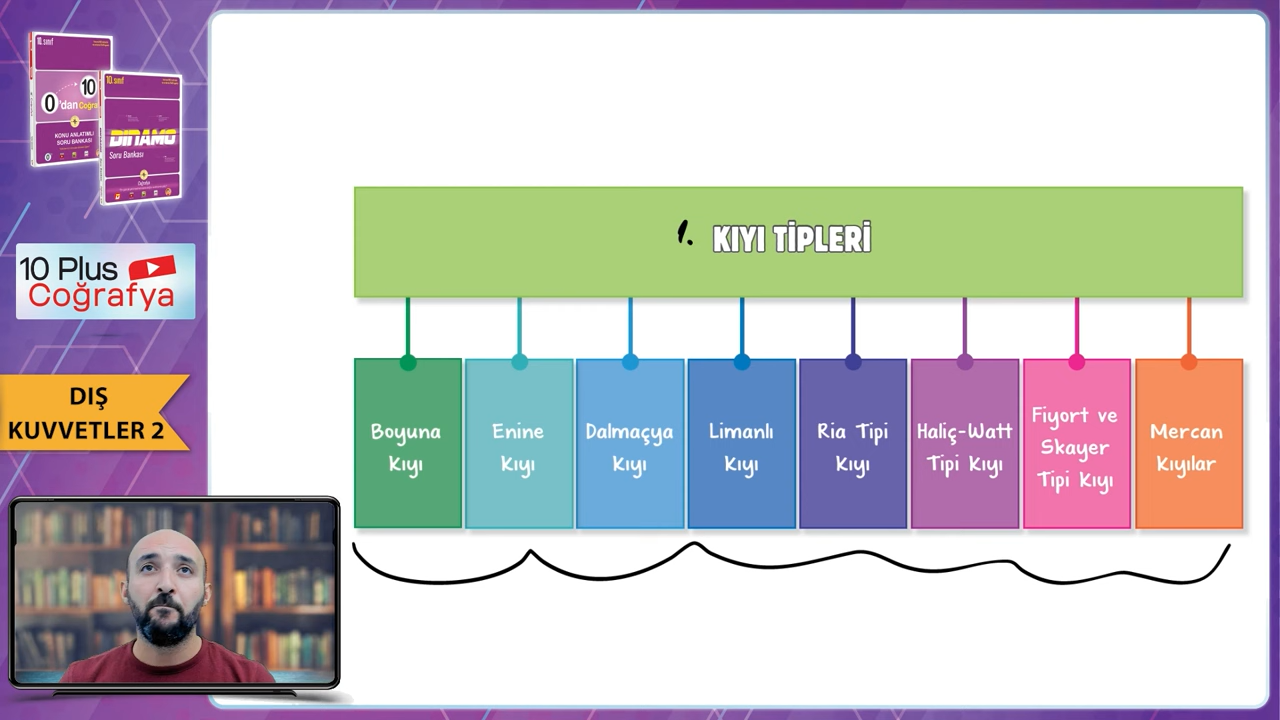 10. sınıf
10. sınıf
0'dan 10
KONU ANLATIMLI
SORU BANKASI
DINAMO
Soru Bankası
Coğrafya
10 Plus
Coğrafya
DIŞ
KUVVETLER 2
1. KIYI TİPLERİ
Boyuna
Kıyı
Enine
Kıyı
Dalmaçya
Kıyı
Limanlı
Kıyı
Ria Tipi
Kıyı
Haliç-Watt
Tipi Kıyı
Fiyort ve
Skayer
Tipi Kıyı
Mercan
Kıyılar